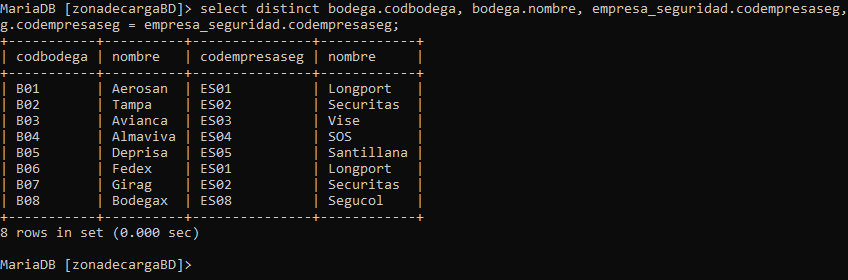 MariaDB [zonadecargaBD]> select distinct bodega.codbodega, bodega.nombre, empresa_seguridad.codempresaseg,
g.codempresaseg = empresa_seguridad.codempresaseg;
+-----------+----------+---------------+------------+
| codbodega | nombre   | codempresaseg | nombre     |
+-----------+----------+---------------+------------+
| B01       | Aerosan  | ES01          | Longport   |
| B02       | Tampa    | ES02          | Securitas  |
| B03       | Avianca  | ES03          | Vise       |
| B04       | Almaviva | ES04          | SOS        |
| B05       | Deprisa  | ES05          | Santillana |
| B06       | Fedex    | ES01          | Longport   |
| B07       | Girag    | ES02          | Securitas  |
| B08       | Bodegax  | ES08          | Segucol    |
+-----------+----------+---------------+------------+
8 rows in set (0.000 sec)
MariaDB [zonadecargaBD]>